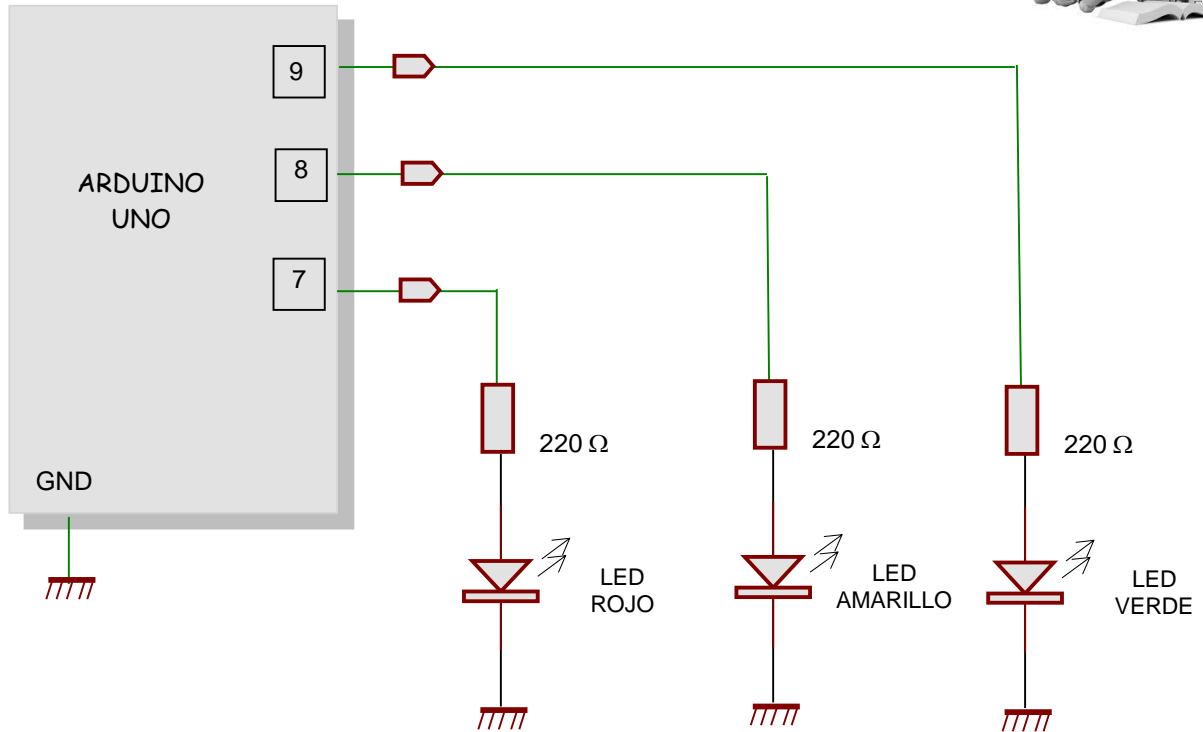 9
8
ARDUINO
UNO
7
220 Ω
220 Ω
220 Ω
GND
LED
ROJO
LED
AMARILLO
LED
VERDE